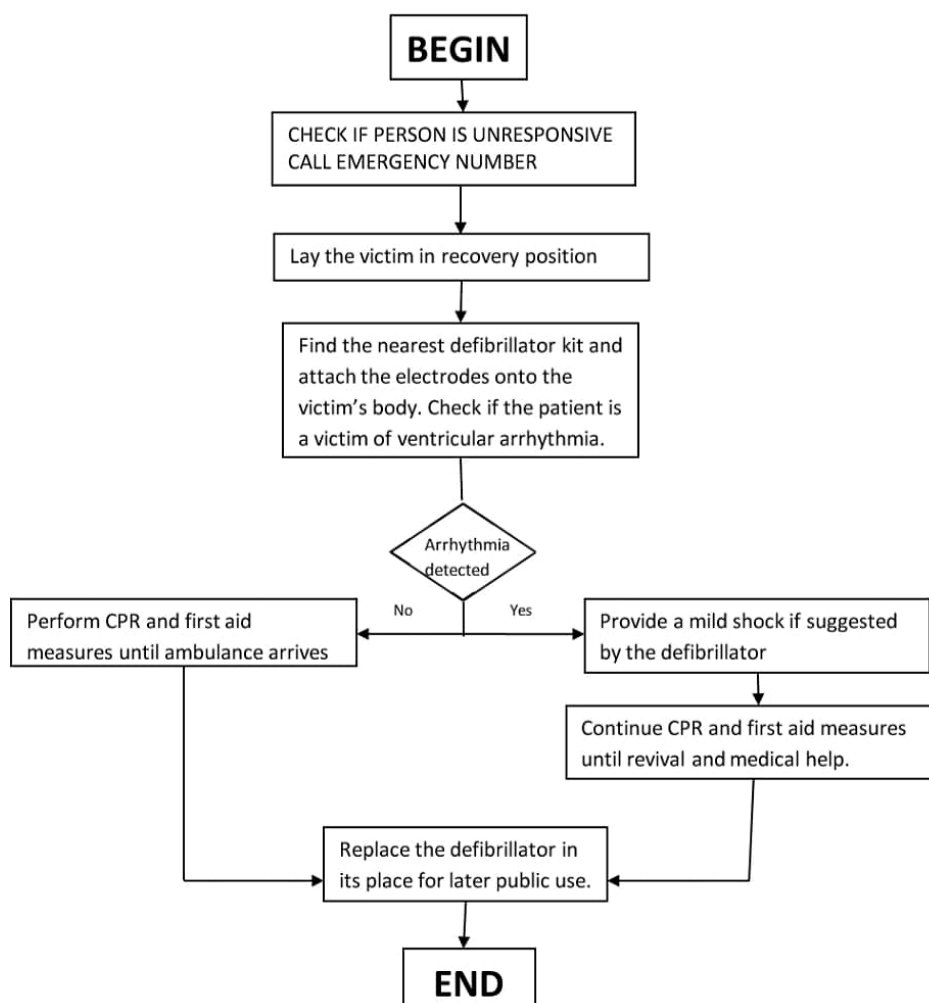 BEGIN
CHECK IF PERSON IS UNRESPONSIVE
CALL EMERGENCY NUMBER
Lay the victim in recovery position
Find the nearest defibrillator kit and
attach the electrodes onto the
victim's body. Check if the patient is
a victim of ventricular arrhythmia.
Arrhythmia
detected
No
Yes
Perform CPR and first aid
measures until ambulance arrives
Provide a mild shock if suggested
by the defibrillator
Continue CPR and first aid measures
until revival and medical help.
Replace the defibrillator in
its place for later public use.
END